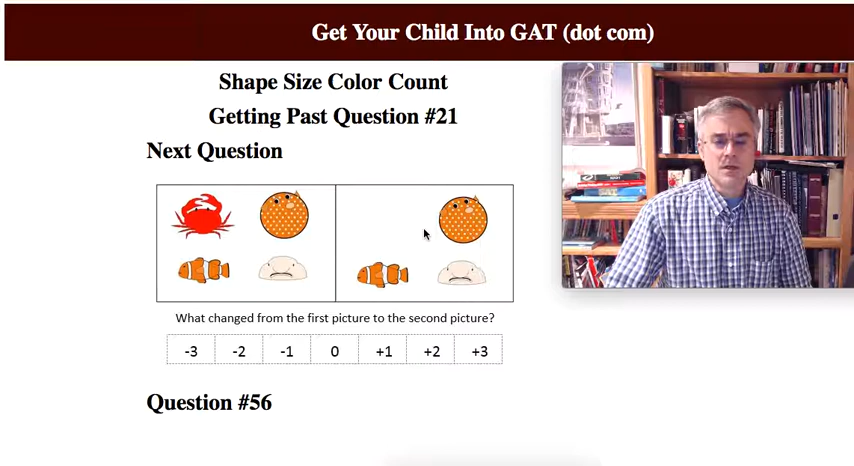 Get Your Child Into GAT (dot com)
Shape Size Color Count
Getting Past Question #21
Next Question
What changed from the first picture to the second picture?
-3 -2 -1 0 +1 +2 +3
Question #56